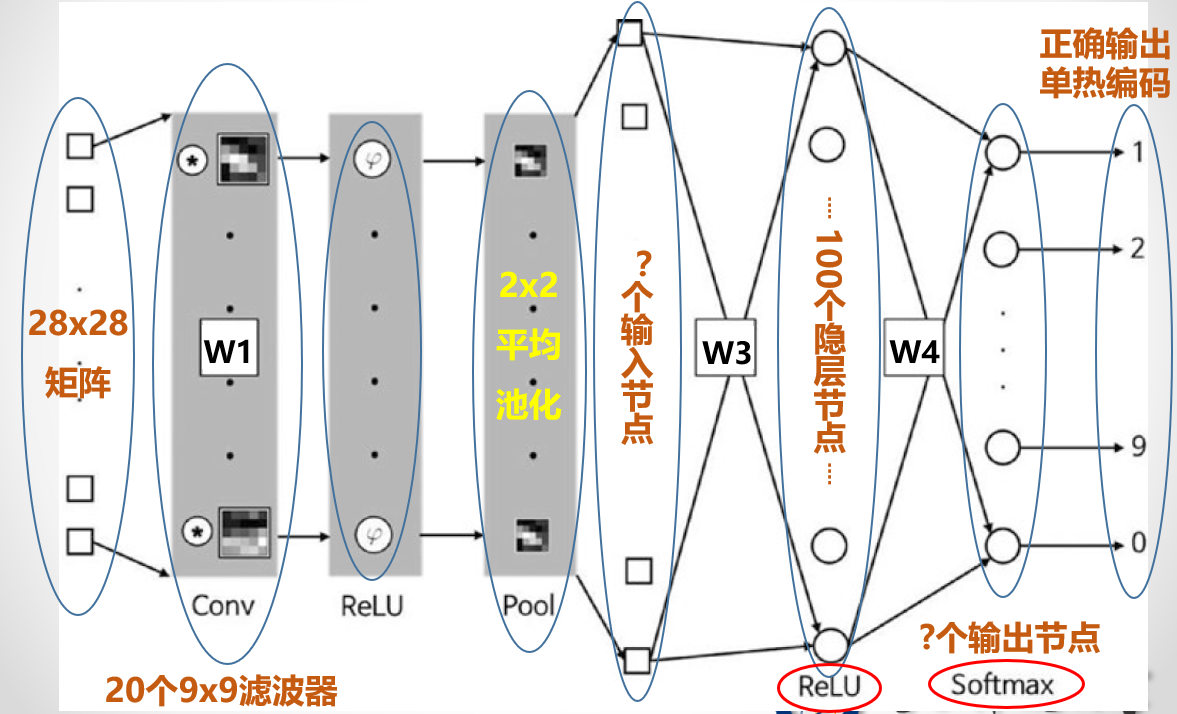 正确输出
单热编码
28x28
矩阵
*
W1
*
Conv
20个9x9滤波器
φ
φ
ReLU
2x2
平均
池化
Pool
?个输入节点
W3
100个隐层节点
ReLU
W4
?个输出节点
Softmax
1
2
9
0